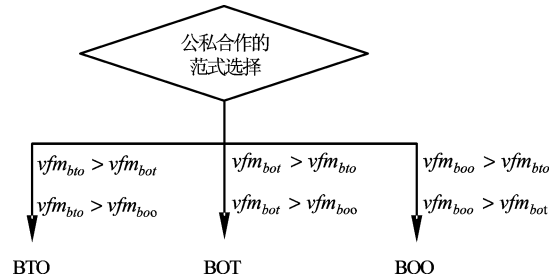 公私合作的
范式选择
vfm_bto > vfm_bot
vfm_bto > vfm_boo
vfm_bot > vfm_bto
vfm_bot > vfm_boo
vfm_boo > vfm_bto
vfm_boo > vfm_bot
BTO
BOT
BOO